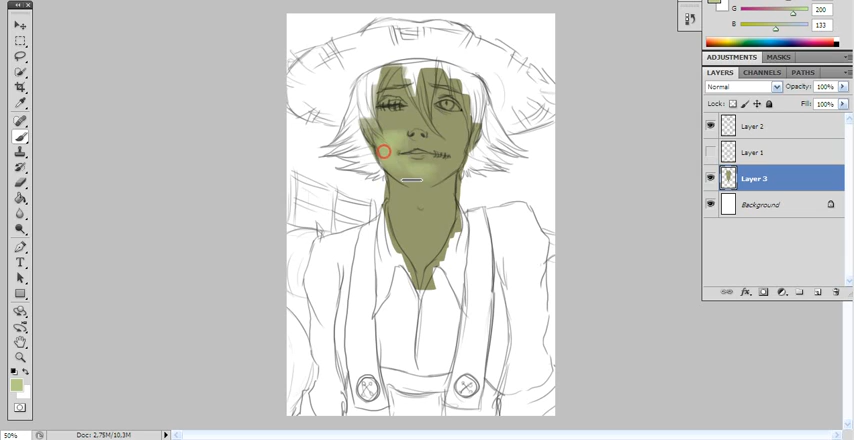 G 200
B 133
ADJUSTMENTS MASKS
LAYERS CHANNELS PATHS
Normal Opacity: 100%
Lock: Fill: 100%
Layer 2
Layer 1
Layer 3
Background
fx
T
50% Doc: 2,75M/10,3M